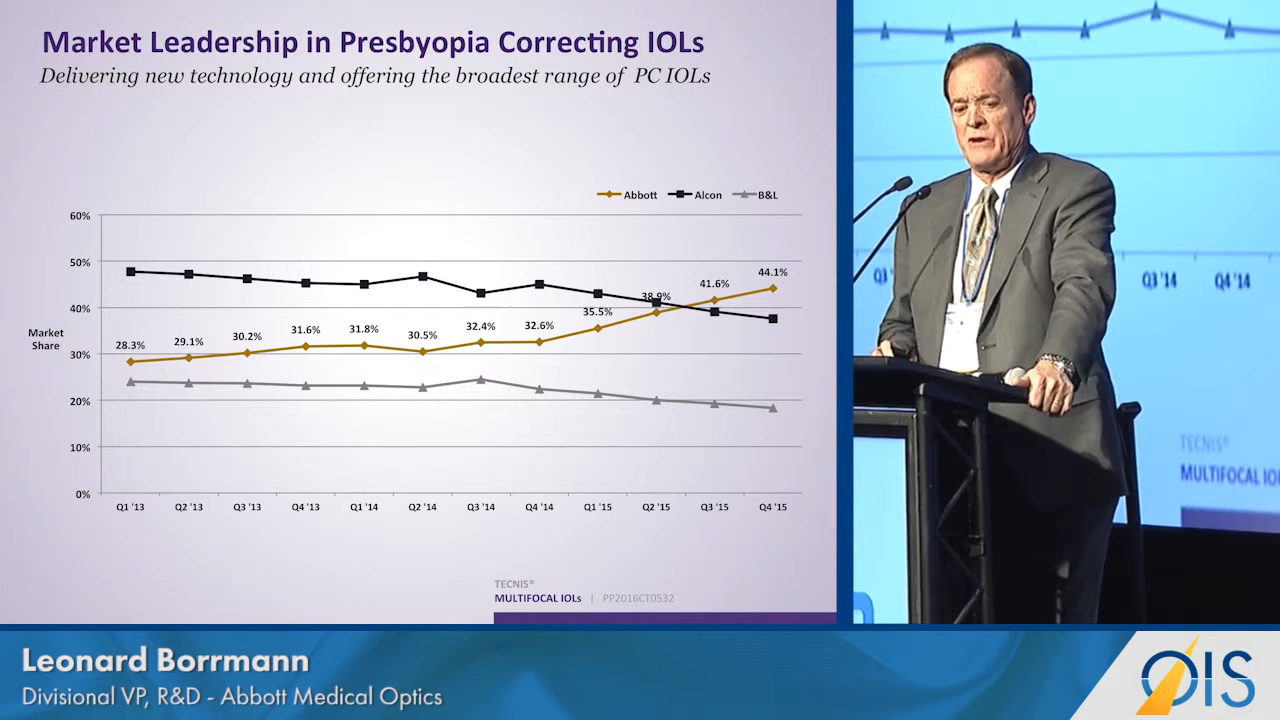 Market Leadership in Presbyopia Correcting IOLs
Delivering new technology and offering the broadest range of PC IOLs
Abbott Alcon B&L
60%
50%
40%
30%
20%
10%
0%
Market
Share
28.3% 29.1% 30.2% 31.6% 31.8% 30.5% 32.4% 32.6% 35.5% 38.9% 41.6% 44.1%
Q1 '13 Q2 '13 Q3 '13 Q4 '13 Q1 '14 Q2 '14 Q3 '14 Q4 '14 Q1 '15 Q2 '15 Q3 '15 Q4 '15
TECNIS®
MULTIFOCAL IOLs | PP2016CT0532
Q3 '14 Q4 '14
TECNIS®
MULTIFOCAL
Leonard Borrmann
Divisional VP, R&D - Abbott Medical Optics
OIS